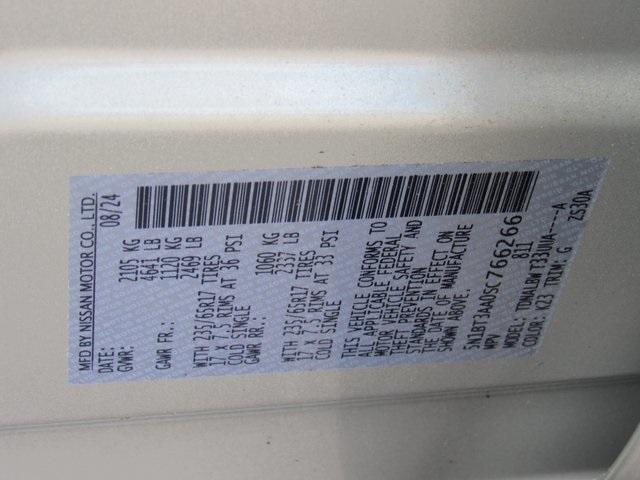 MFD BY NISSAN MOTOR CO., LTD.
DATE: 08/24
GVWR: 2105 KG
4641 LB
GAWR FR.: 1120 KG
2469 LB
WITH 235/65R17 TIRES
17 X 7.5 RIMS AT 36 PSI
COLD SINGLE
GAWR RR.: 1060 KG
2337 LB
WITH 235/65R17 TIRES
17 X 7.5 RIMS AT 33 PSI
COLD SINGLE
THIS VEHICLE CONFORMS TO
ALL APPLICABLE FEDERAL
MOTOR VEHICLE SAFETY AND
THEFT PREVENTION
STANDARDS IN EFFECT ON
THE DATE OF MANUFACTURE
SHOWN ABOVE.
5N1BT3AA0SC766266
MPV 811
MODEL: TDNALBW T33UUA----A
COLOR: K23 TRIM: G ZS30A